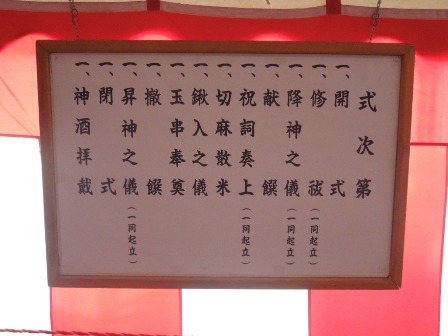 式次第
一、開式
一、修祓(一同起立)
一、降神之儀(一同起立)
一、献饌
一、祝詞奏上(一同起立)
一、切麻散米
一、鍬入之儀
一、玉串奉奠
一、撤饌
一、昇神之儀(一同起立)
一、閉式
一、神酒拝戴